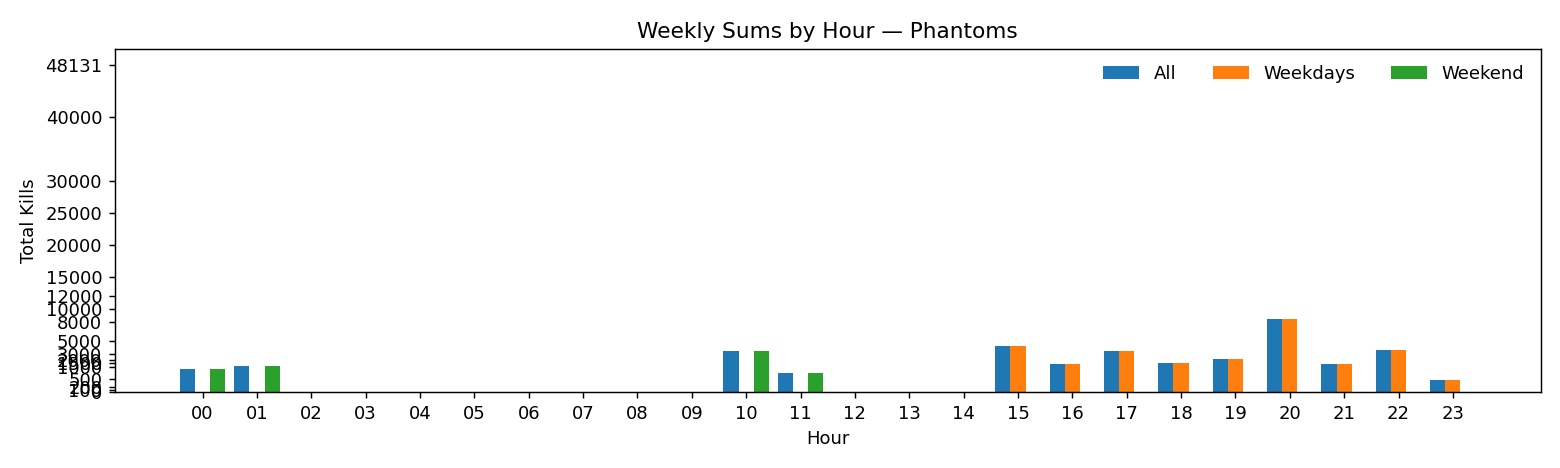 Weekly Sums by Hour — Phantoms
All Weekdays Weekend
48131
40000
30000
25000
20000
15000
12000
10000
8000
5000
3000
1000
500
00 01 02 03 04 05 06 07 08 09 10 11 12 13 14 15 16 17 18 19 20 21 22 23
Hour
Total Kills